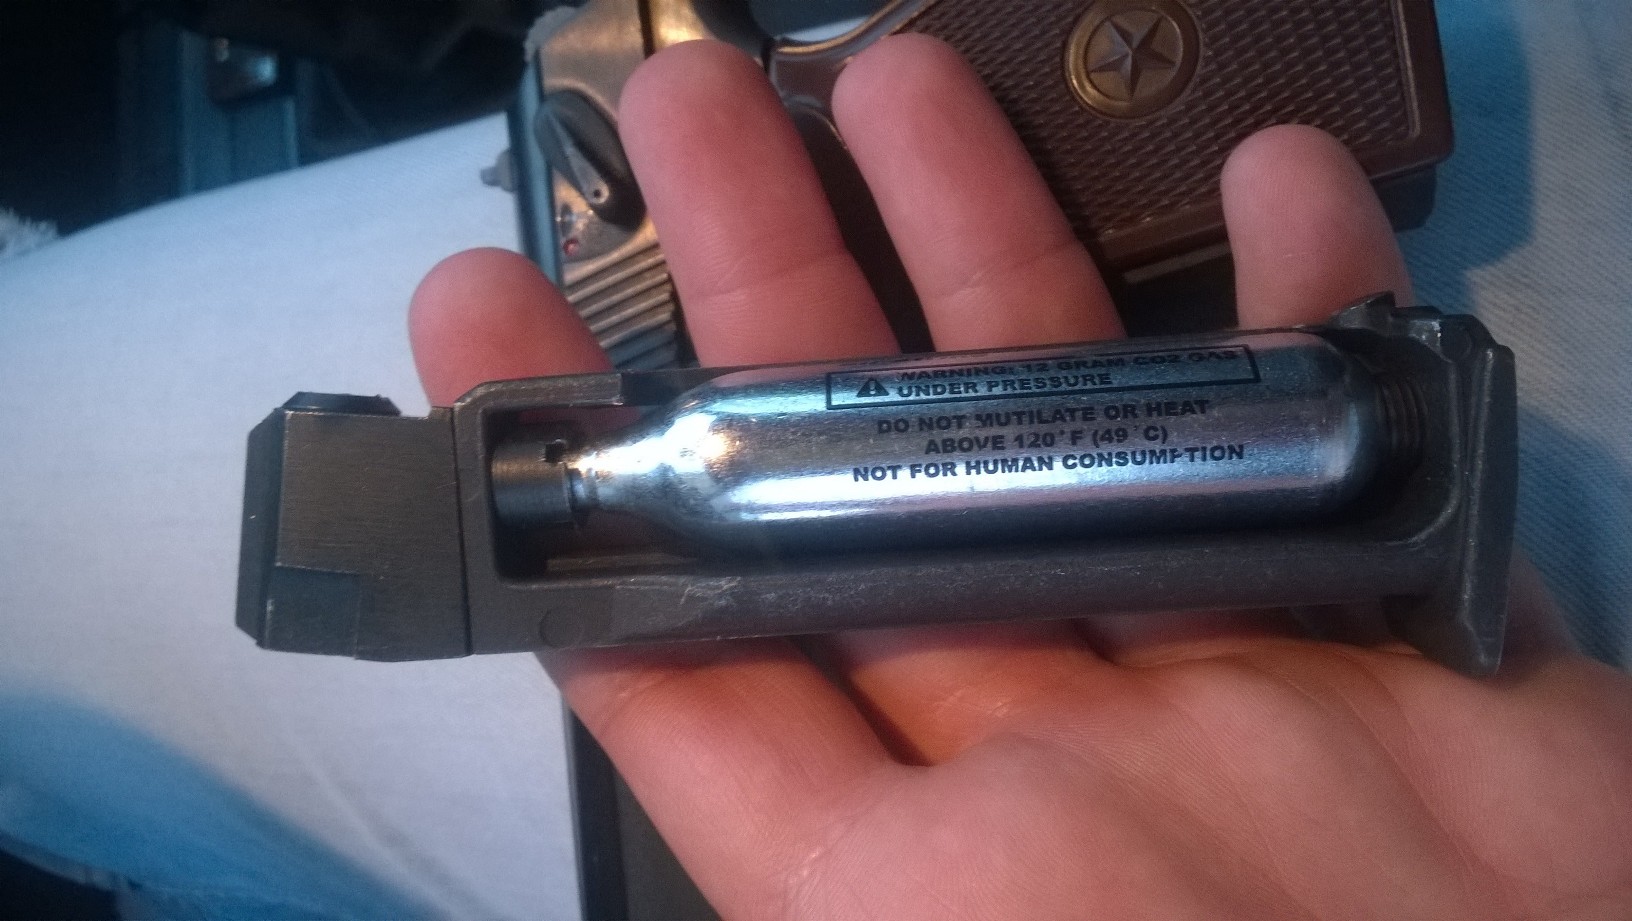 WARNING: 12 GRAM CO2 GAS
UNDER PRESSURE
DO NOT MUTILATE OR HEAT
ABOVE 120°F (49°C)
NOT FOR HUMAN CONSUMPTION